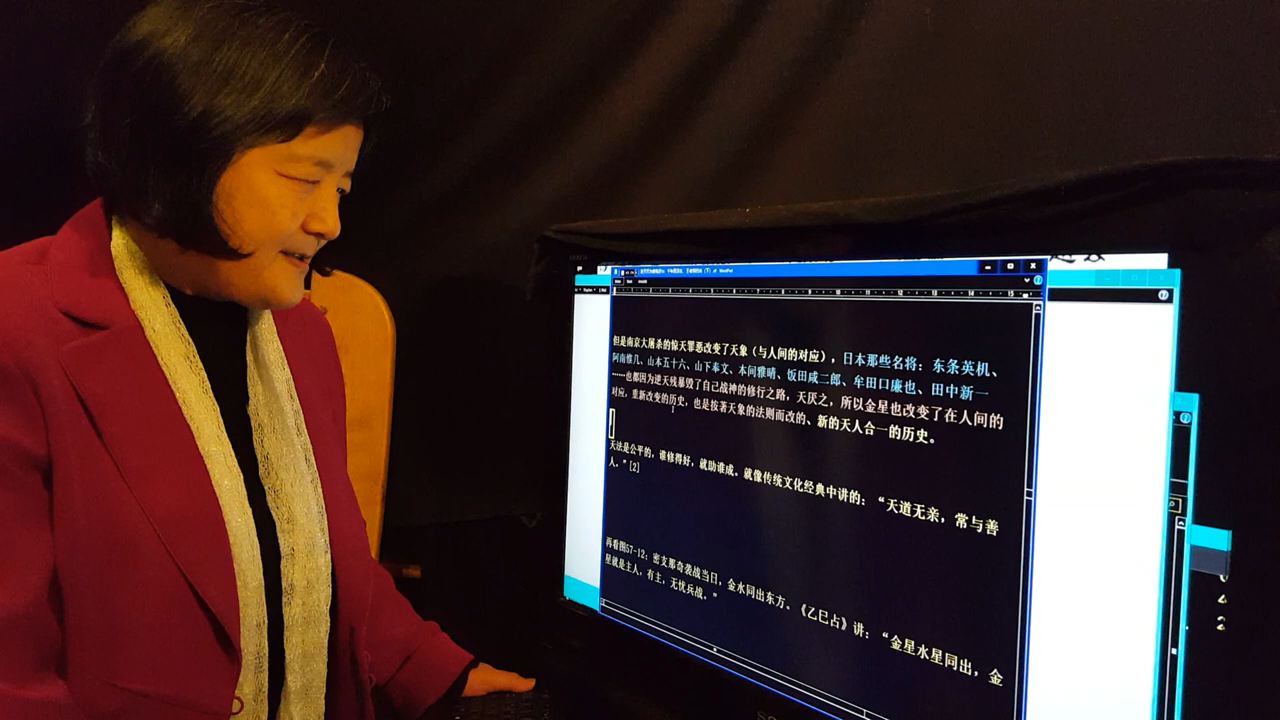 但是南京大屠杀的惊天罪恶改变了天象（与人间的对应），日本那些名将：东条英机、
阿南惟几、山本五十六、山下奉文、本间雅晴、饭田咸二郎、牟田口廉也、田中新一
……也都因为逆天残暴毁了自己战神的修行之路，天厌之，所以金星也改变了在人间的
对应，重新改变的历史，也是按著天象的法则而改的、新的天人合一的历史。
天法是公平的，谁修得好，就助谁成。就像传统文化经典中讲的：“天道无亲，常与善
人。”[2]
再看图57-12：密支那奇袭战当日，金水同出东方、《乙巳占》讲：“金星水星同出，金
星就是主人，有主，无忧兵战。”